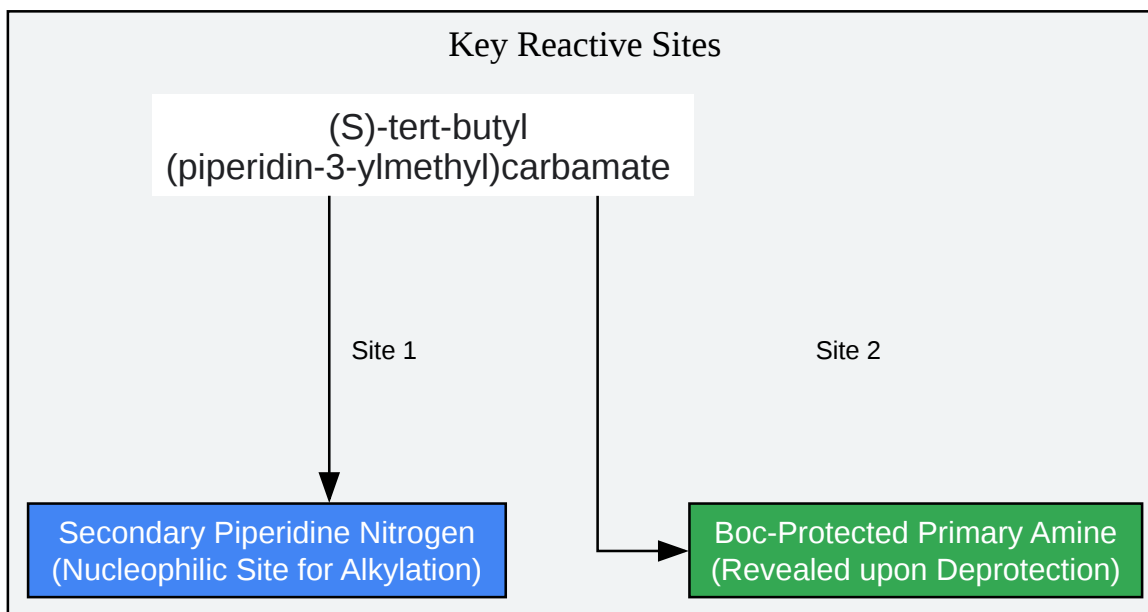 Key Reactive Sites
(S)-tert-butyl
(piperidin-3-ylmethyl)carbamate
Site 1
Site 2
Secondary Piperidine Nitrogen
(Nucleophilic Site for Alkylation)
Boc-Protected Primary Amine
(Revealed upon Deprotection)